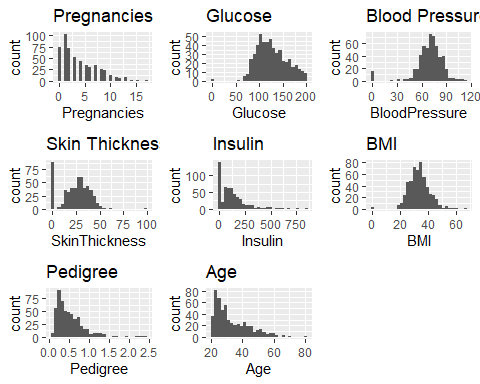 Pregnancies
100
75
50
25
0
count
0 5 10 15
Pregnancies
Glucose
50
40
30
20
10
0
count
0 50 100 150 200
Glucose
Blood Pressure
75
50
25
0
count
0 30 60 90 120
BloodPressure
Skin Thicknes
75
50
25
0
count
0 25 50 75 100
SkinThickness
Insulin
100
50
0
count
0 250 500 750
Insulin
BMI
80
60
40
20
0
count
0 20 40 60
BMI
Pedigree
75
50
25
0
count
0.0 0.5 1.0 1.5 2.0 2.5
Pedigree
Age
80
60
40
20
0
count
20 40 60 80
Age